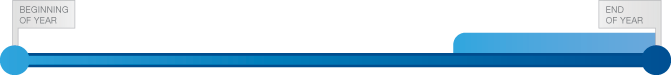 BEGINNING
OF YEAR
END
OF YEAR